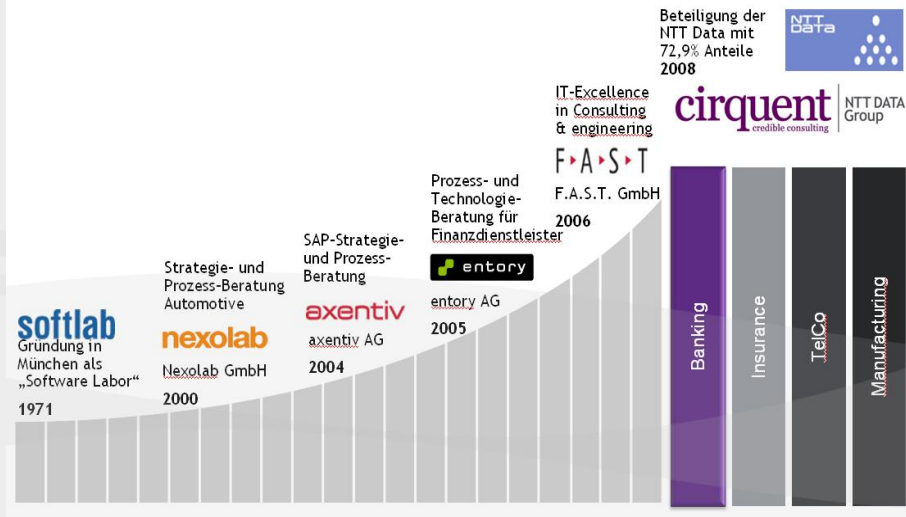 softlab
Gründung in
München als
„Software Labor“
1971
Strategie- und
Prozess-Beratung
Automotive
nexolab
Nexolab GmbH
2000
SAP-Strategie-
und Prozess-
Beratung
axentiv
axentiv AG
2004
Prozess- und
Technologie-
Beratung für
Finanzdienstleister
entory
entory AG
2005
IT-Excellence
in Consulting
& engineering
F▸A▸S▸T
F.A.S.T. GmbH
2006
Beteiligung der
NTT Data mit
72,9% Anteile
2008
NTT
Data
cirquent
credible consulting
NTT DATA
Group
Banking
Insurance
TelCo
Manufacturing